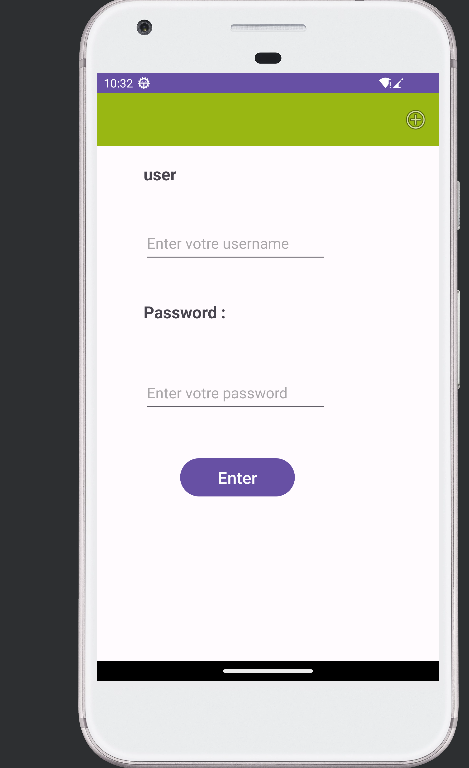 10:32
user
Enter votre username
Password :
Enter votre password
Enter